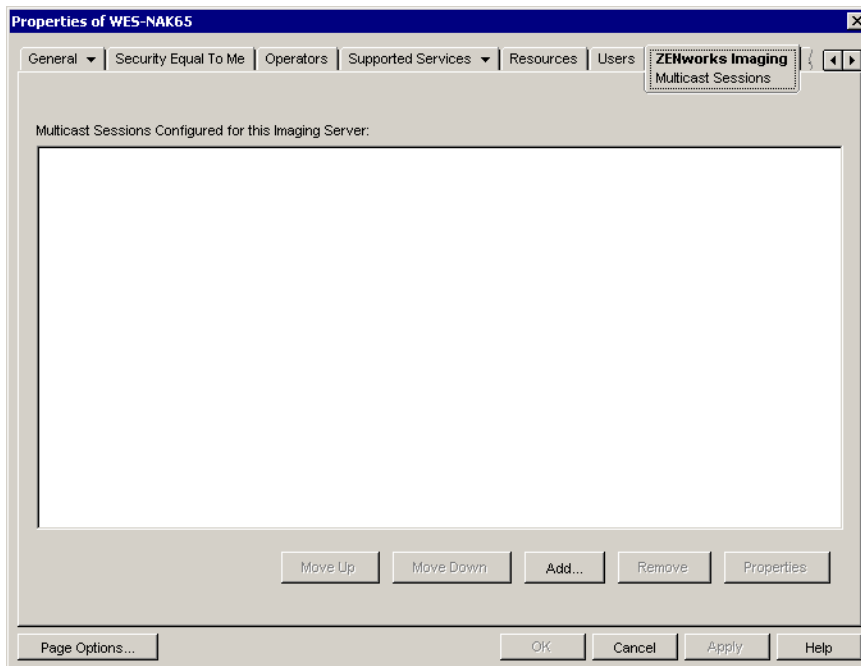 Properties of WES-NAK65
General Security Equal To Me Operators Supported Services Resources Users ZENworks Imaging
Multicast Sessions
Multicast Sessions Configured for this Imaging Server:
Move Up Move Down Add... Remove Properties
Page Options... OK Cancel Apply Help